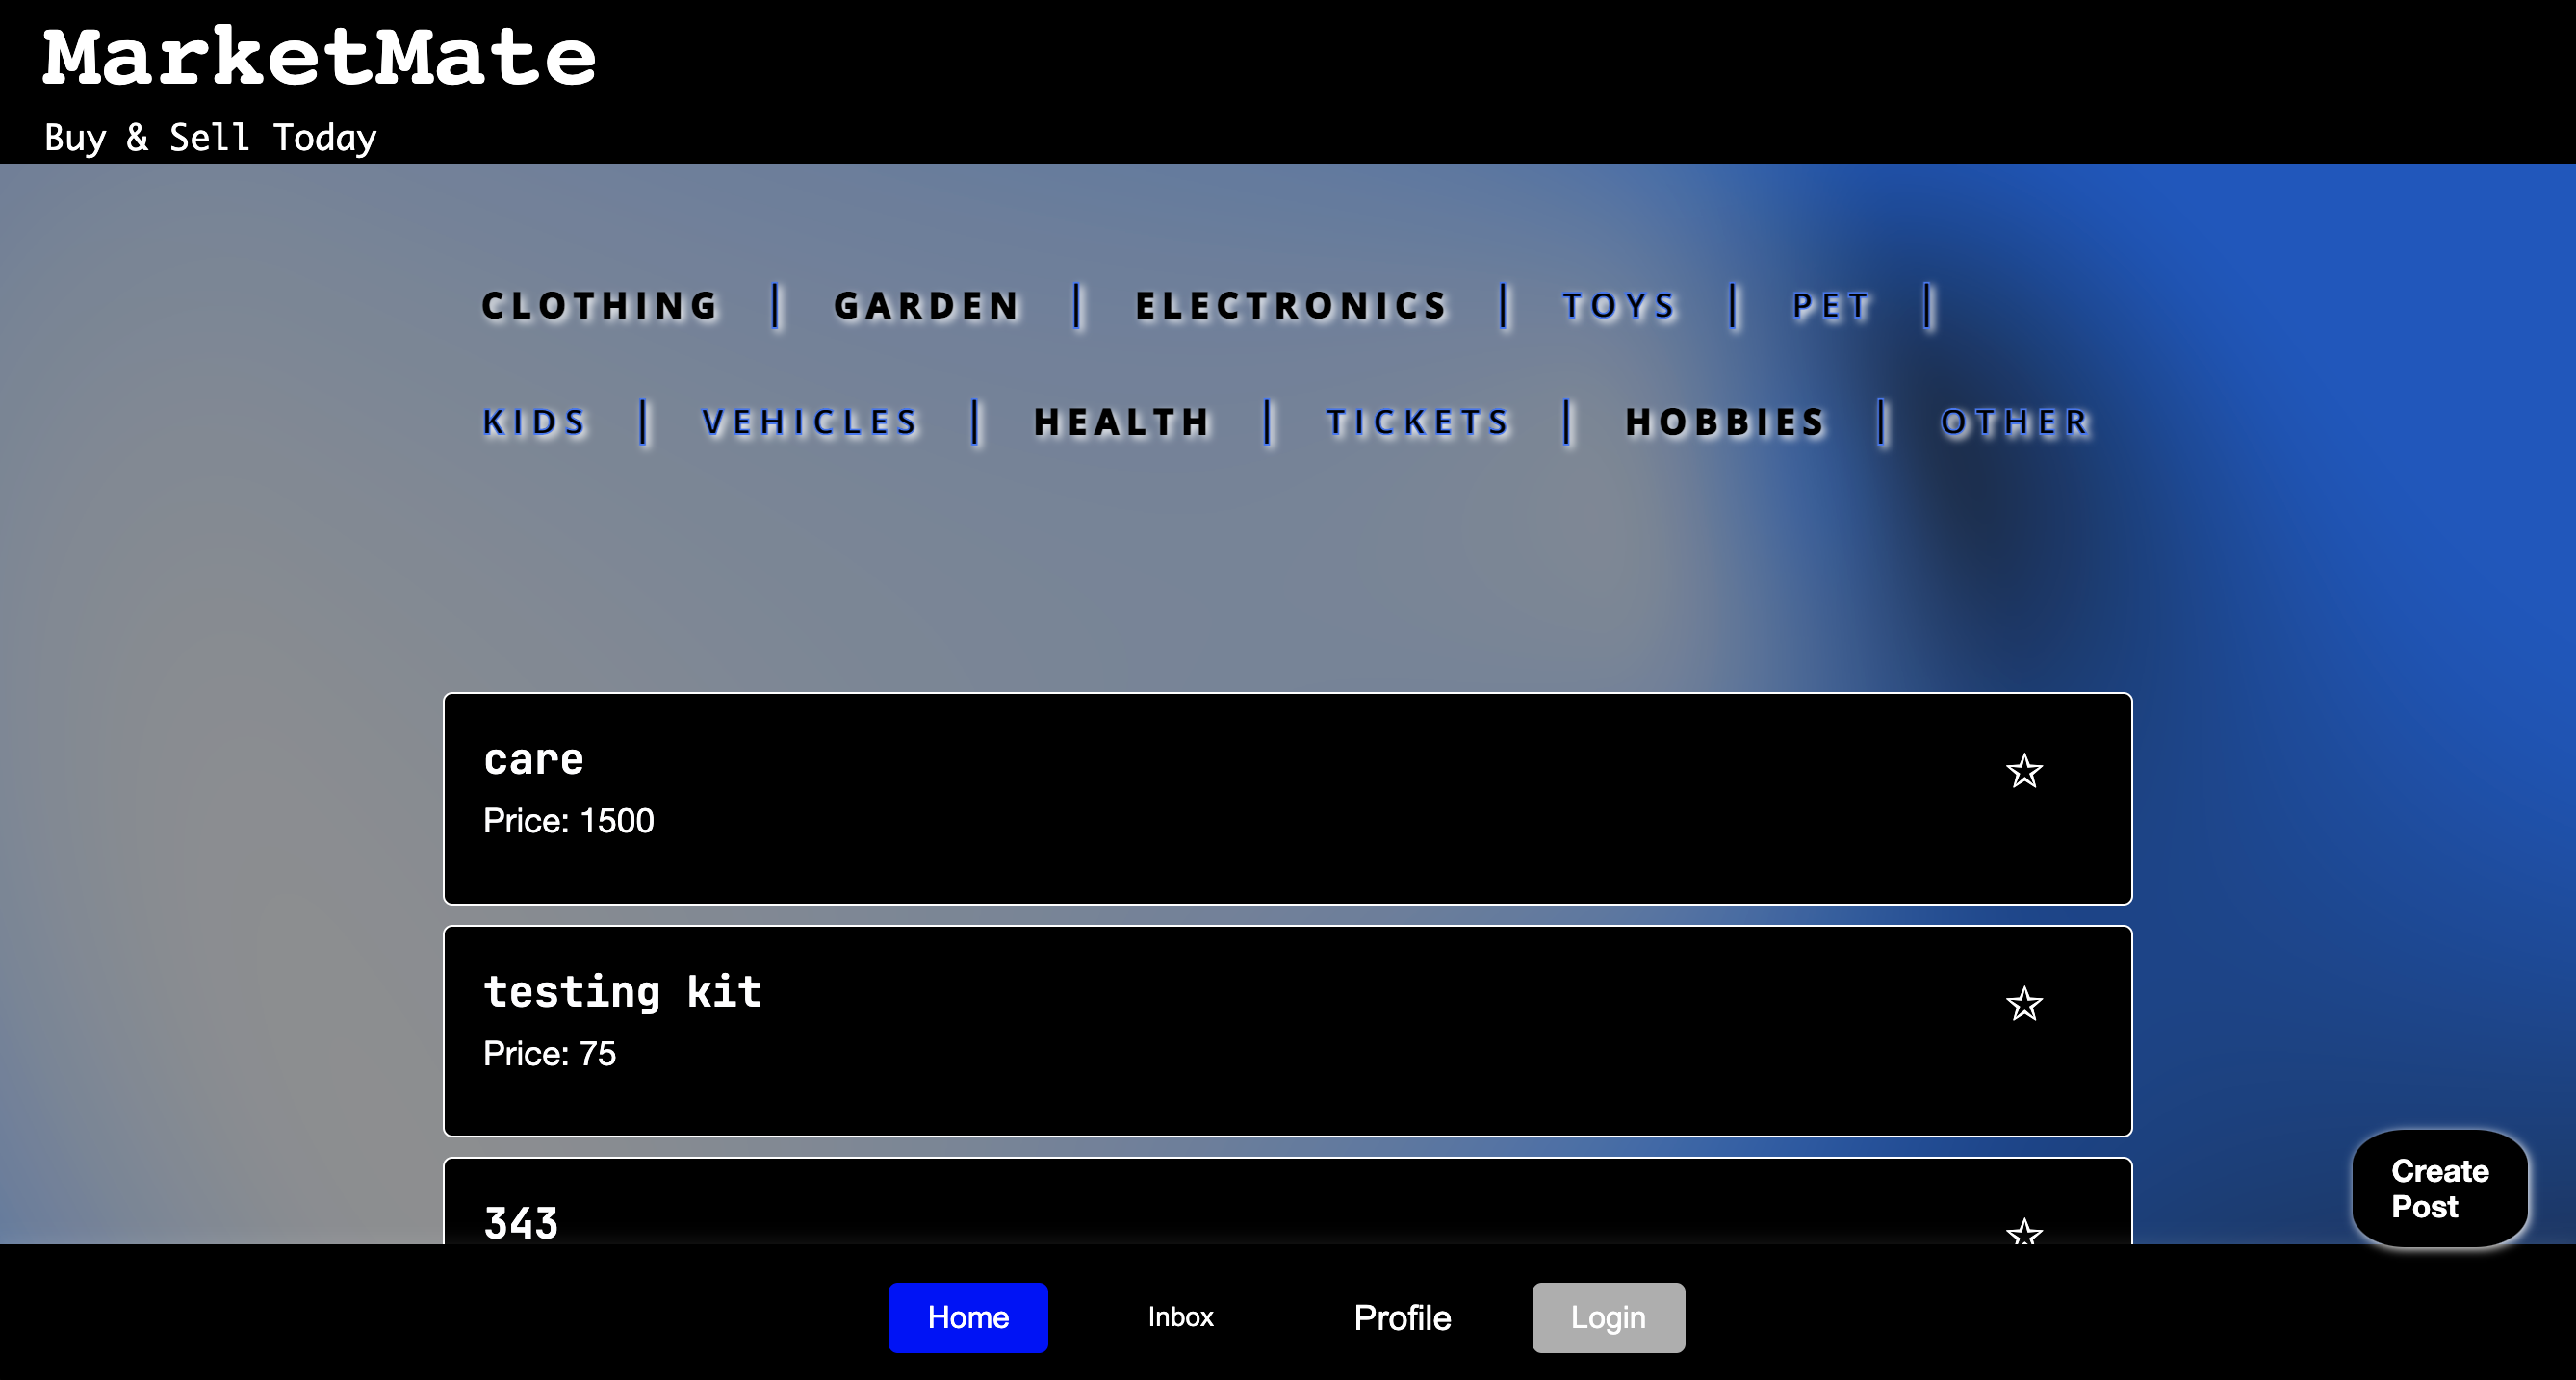 MarketMate
Buy & Sell Today
CLOTHING | GARDEN | ELECTRONICS | TOYS | PET |
KIDS | VEHICLES | HEALTH | TICKETS | HOBBIES | OTHER
care
Price: 1500
testing kit
Price: 75
343
Create
Post
Home Inbox Profile Login